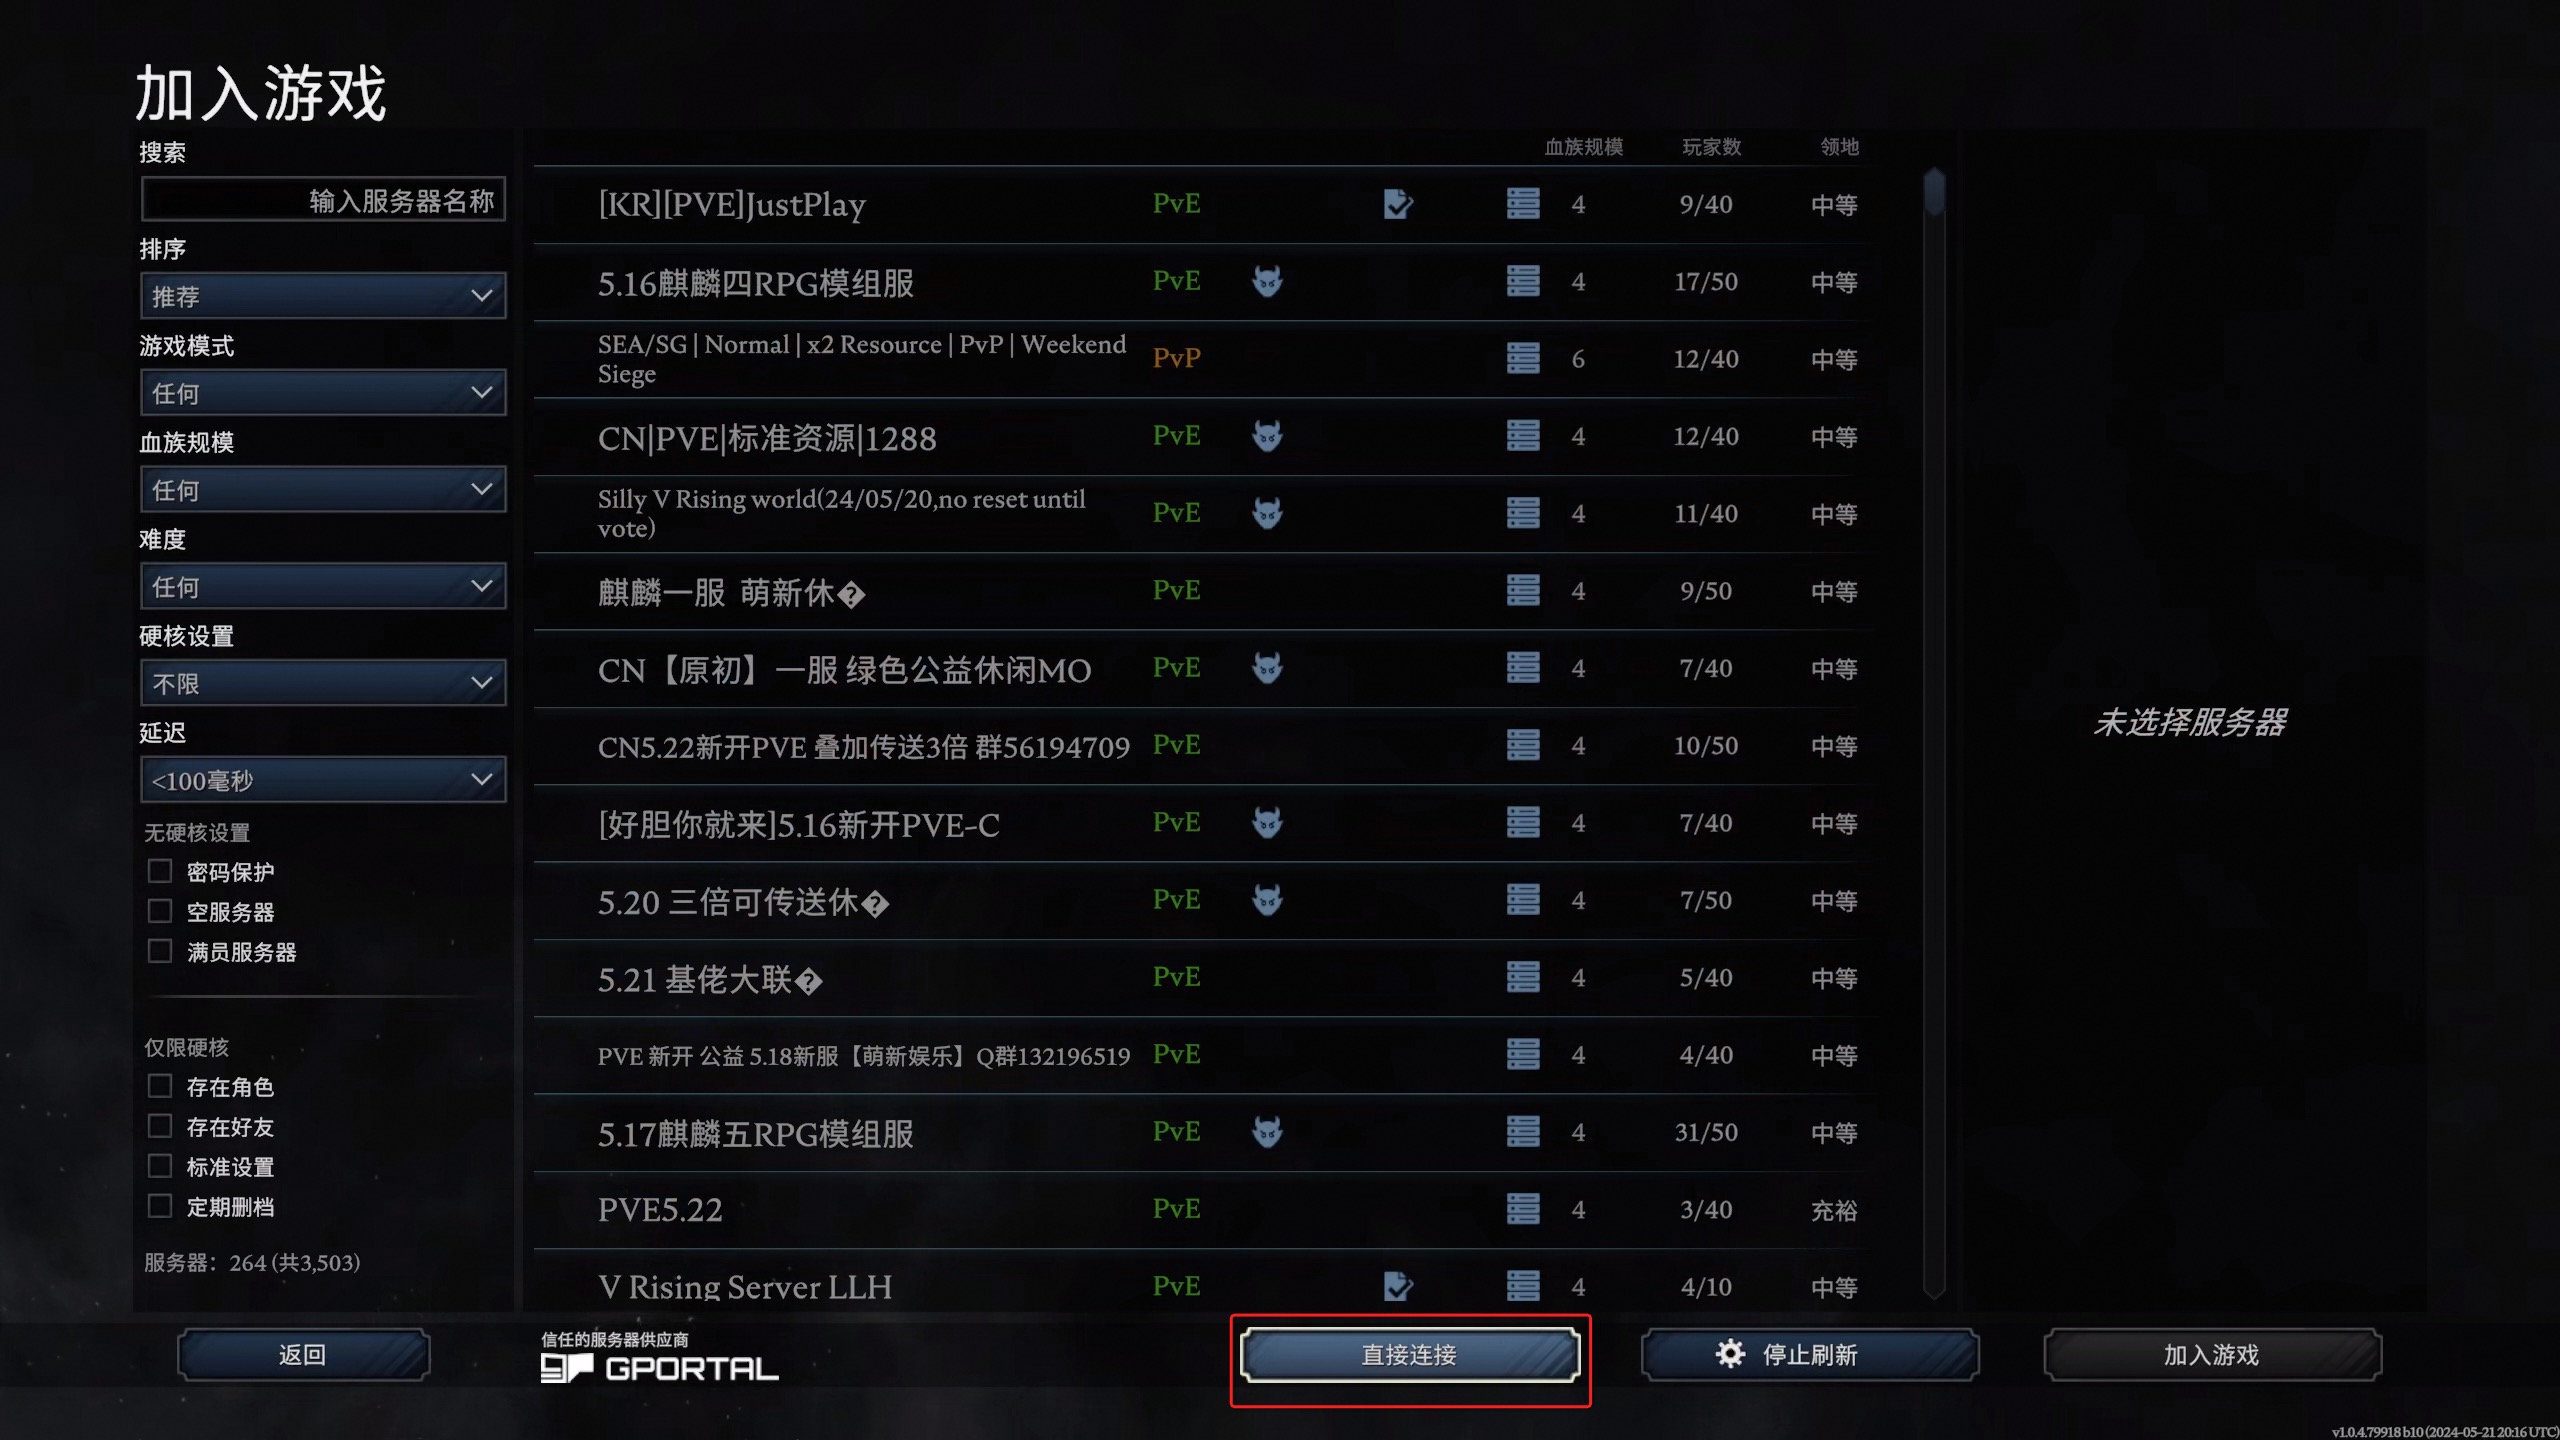 加入游戏
搜索
输入服务器名称
排序
推荐
游戏模式
任何
血族规模
任何
难度
任何
硬核设置
不限
延迟
<100毫秒
无硬核设置
密码保护
空服务器
满员服务器
仅限硬核
存在角色
存在好友
标准设置
定期删档
服务器：264 (共3,503)
血族规模 玩家数 领地
[KR][PVE]JustPlay PvE 4 9/40 中等
5.16麒麟四RPG模组服 PvE 4 17/50 中等
SEA/SG | Normal | x2 Resource | PvP | Weekend
Siege PvP 6 12/40 中等
CN|PVE|标准资源|1288 PvE 4 12/40 中等
Silly V Rising world(24/05/20,no reset until
vote) PvE 4 11/40 中等
麒麟一服 萌新休� PvE 4 9/50 中等
CN【原初】一服 绿色公益休闲MO PvE 4 7/40 中等
CN5.22新开PVE 叠加传送3倍 群56194709 PvE 4 10/50 中等
[好胆你就来]5.16新开PVE-C PvE 4 7/40 中等
5.20 三倍可传送休� PvE 4 7/50 中等
5.21 基佬大联� PvE 4 5/40 中等
PVE 新开 公益 5.18新服【萌新娱乐】Q群132196519 PvE 4 4/40 中等
5.17麒麟五RPG模组服 PvE 4 31/50 中等
PVE5.22 PvE 4 3/40 充裕
V Rising Server LLH PvE 4 4/10 中等
未选择服务器
返回
信任的服务器供应商
GPORTAL
直接连接
停止刷新
加入游戏
v1.0.4.79918 b10 (2024-05-21 20:16 UTC)